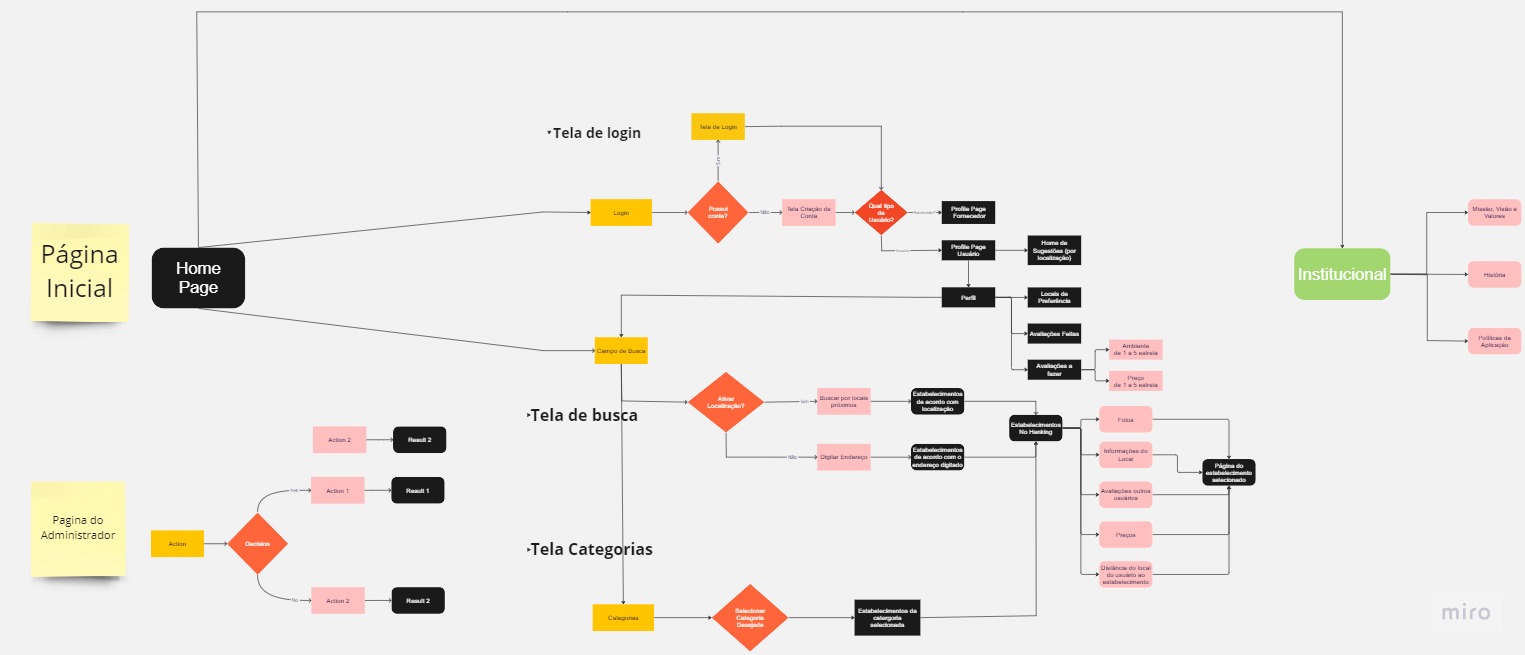 Tela de login
Tela de Login
Login
Possui
conta?
Sim
Não
Tela Criação de
Conta
Qual tipo
de
Usuário?
Fornecedor
Usuário
Profile Page
Fornecedor
Profile Page
Usuário
Home de
Sugestões (por
localização)
Perfil
Locais de
Preferência
Avaliações Feitas
Avaliações a
fazer
Ambiente
de 1 a 5 estrela
Preço
de 1 a 5 estrela
Página
Inicial
Home
Page
Institucional
Missão, Visão e
Valores
História
Políticas da
Aplicação
Campo de Busca
Tela de busca
Ativar
Localização?
Sim
Buscar por locais
próximos
Estabelecimentos
de acordo com
localização
Não
Digitar Endereço
Estabelecimentos
de acordo com o
endereço digitado
Estabelecimentos
No Ranking
Fotos
Informações do
Local
Avaliações outros
usuários
Preços
Distância do local
do usuário ao
estabelecimento
Página do
estabelecimento
selecionado
Action 2
Result 2
Pagina do
Administrador
Action
Decision
Yes
Action 1
Result 1
No
Action 2
Result 2
Tela Categorias
Categorias
Selecionar
Categoria
Desejada
Estabelecimentos da
catergoria
selecionada
miro